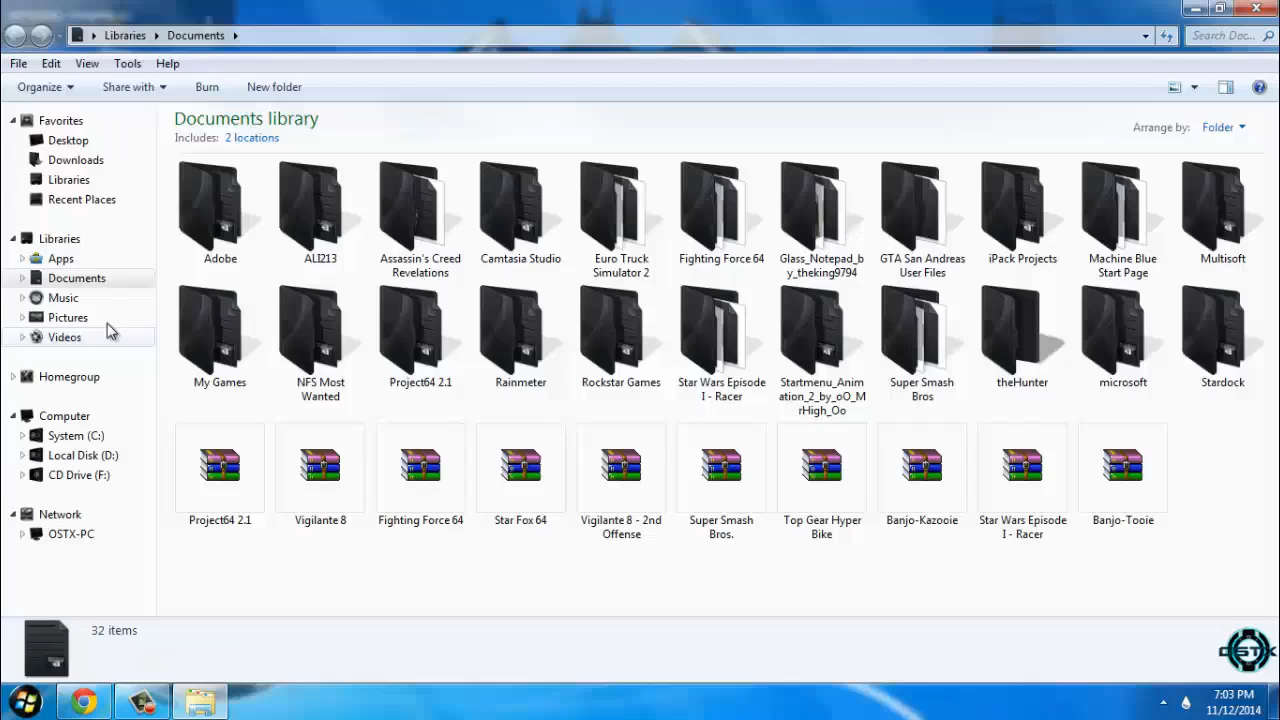 Libraries
Documents
Search Doc...
File Edit View Tools Help
Organize Share with Burn New folder
Favorites
Desktop
Downloads
Libraries
Recent Places
Libraries
Apps
Documents
Music
Pictures
Videos
Homegroup
Computer
System (C:)
Local Disk (D:)
CD Drive (F:)
Network
OSTX-PC
Documents library
Includes: 2 locations
Arrange by: Folder
Adobe
ALI213
Assassin's Creed
Revelations
Camtasia Studio
Euro Truck
Simulator 2
Fighting Force 64
Glass_Notepad_b
y_theking9794
GTA San Andreas
User Files
iPack Projects
Machine Blue
Start Page
Multisoft
My Games
NFS Most
Wanted
Project64 2.1
Rainmeter
Rockstar Games
Star Wars Episode
I - Racer
Startmenu_Anim
ation_2_by_oO_M
rHigh_Oo
Super Smash
Bros
theHunter
microsoft
Stardock
Project64 2.1
Vigilante 8
Fighting Force 64
Star Fox 64
Vigilante 8 - 2nd
Offense
Super Smash
Bros.
Top Gear Hyper
Bike
Banjo-Kazooie
Star Wars Episode
I - Racer
Banjo-Tooie
32 items
OSTX
7:03 PM
11/12/2014